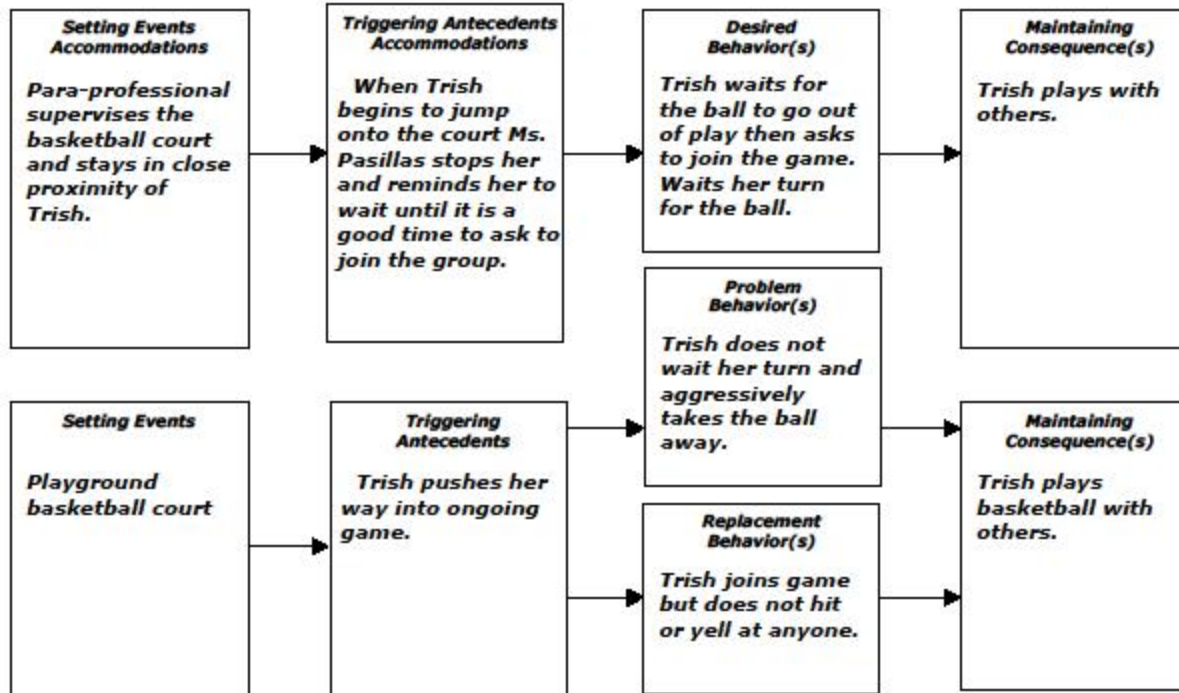 Setting Events
Accommodations
Para-professional
supervises the
basketball court
and stays in close
proximity of
Trish.
Triggering Antecedents
Accommodations
When Trish
begins to jump
onto the court Ms.
Pasillas stops her
and reminds her to
wait until it is a
good time to ask to
join the group.
Desired
Behavior(s)
Trish waits for
the ball to go out
of play then asks
to join the game.
Waits her turn
for the ball.
Maintaining
Consequence(s)
Trish plays with
others.
Setting Events
Playground
basketball court
Triggering
Antecedents
Trish pushes her
way into ongoing
game.
Problem
Behavior(s)
Trish does not
wait her turn and
aggressively
takes the ball
away.
Replacement
Behavior(s)
Trish joins game
but does not hit
or yell at anyone.
Maintaining
Consequence(s)
Trish plays
basketball with
others.